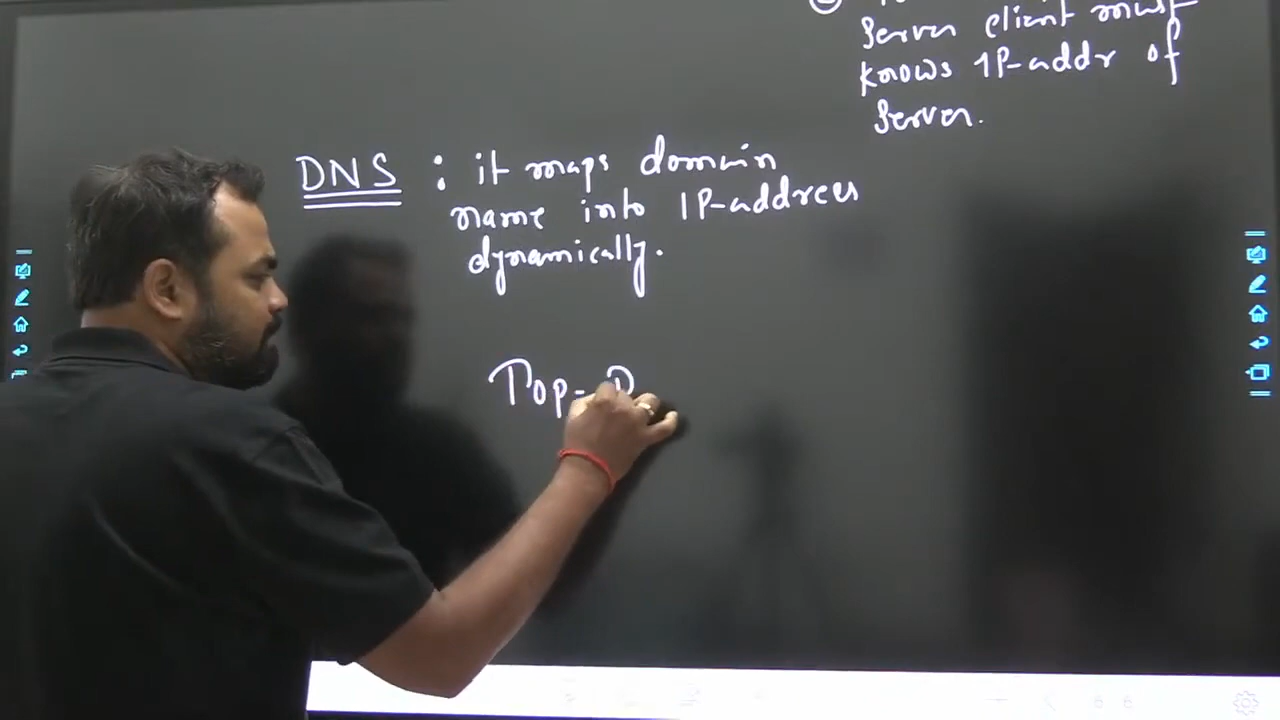 Server client must
knows IP-addr of
Server.
DNS : it maps domain
name into IP-address
dynamically.
Top-D